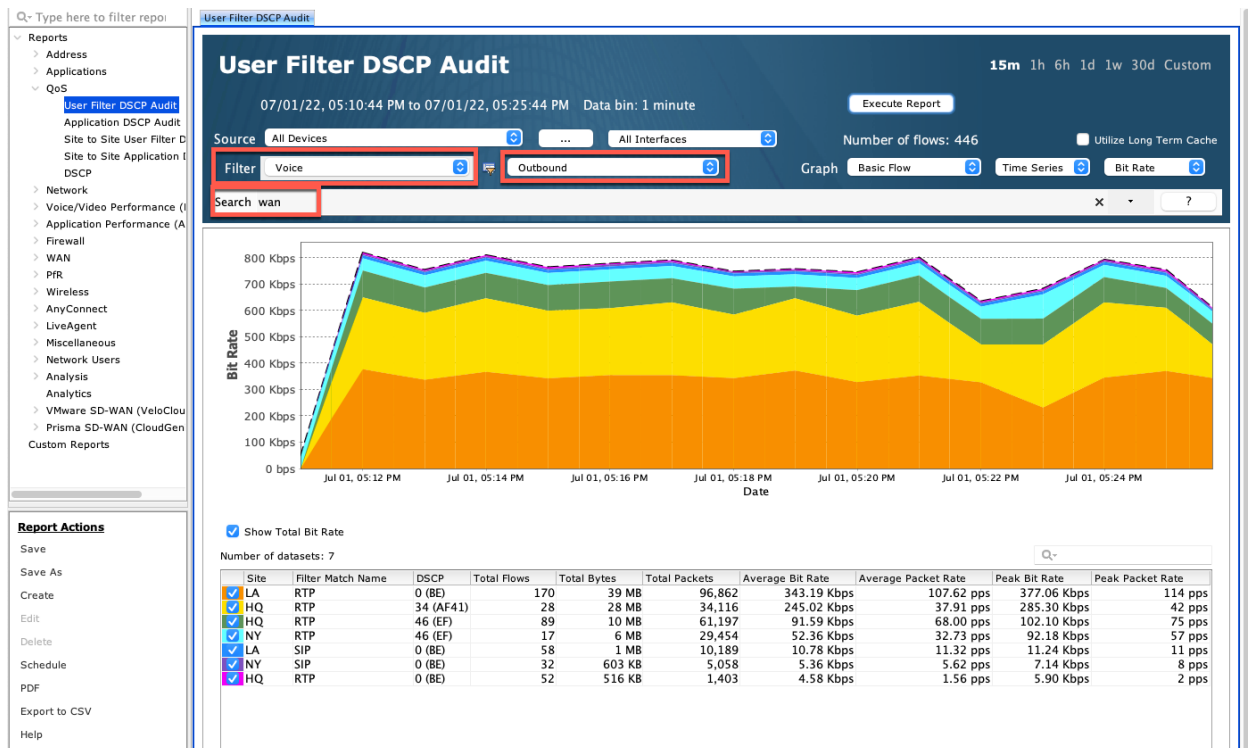 Type here to filter repor
Reports
Address
Applications
QoS
User Filter DSCP Audit
Application DSCP Audit
Site to Site User Filter D
Site to Site Application
DSCP
Network
Voice/Video Performance (
Application Performance (A
Firewall
WAN
PfR
Wireless
AnyConnect
LiveAgent
Miscellaneous
Network Users
Analysis
Analytics
VMware SD-WAN (VeloClou
Prisma SD-WAN (CloudGen
Custom Reports
Report Actions
Save
Save As
Create
Edit
Delete
Schedule
PDF
Export to CSV
Help
User Filter DSCP Audit
User Filter DSCP Audit
15m 1h 6h 1d 1w 30d Custom
07/01/22, 05:10:44 PM to 07/01/22, 05:25:44 PM Data bin: 1 minute Execute Report
Source All Devices ... All Interfaces Number of flows: 446 Utilize Long Term Cache
Filter Voice Outbound Graph Basic Flow Time Series Bit Rate
Search wan x ?
800 Kbps
700 Kbps
600 Kbps
500 Kbps
400 Kbps
300 Kbps
200 Kbps
100 Kbps
0 bps
Bit Rate
Jul 01, 05:12 PM Jul 01, 05:14 PM Jul 01, 05:16 PM Jul 01, 05:18 PM Jul 01, 05:20 PM Jul 01, 05:22 PM Jul 01, 05:24 PM
Date
Show Total Bit Rate
Number of datasets: 7
Site Filter Match Name DSCP Total Flows Total Bytes Total Packets Average Bit Rate Average Packet Rate Peak Bit Rate Peak Packet Rate
LA RTP 0 (BE) 170 39 MB 96,862 343.19 Kbps 107.62 pps 377.06 Kbps 114 pps
HQ RTP 34 (AF41) 28 28 MB 34,116 245.02 Kbps 37.91 pps 285.30 Kbps 42 pps
HQ RTP 46 (EF) 89 10 MB 61,197 91.59 Kbps 68.00 pps 102.10 Kbps 75 pps
NY RTP 46 (EF) 17 6 MB 29,454 52.36 Kbps 32.73 pps 92.18 Kbps 57 pps
LA SIP 0 (BE) 58 1 MB 10,189 10.78 Kbps 11.32 pps 11.24 Kbps 11 pps
NY SIP 0 (BE) 32 603 KB 5,058 5.36 Kbps 5.62 pps 7.14 Kbps 8 pps
HQ RTP 0 (BE) 52 516 KB 1,403 4.58 Kbps 1.56 pps 5.90 Kbps 2 pps